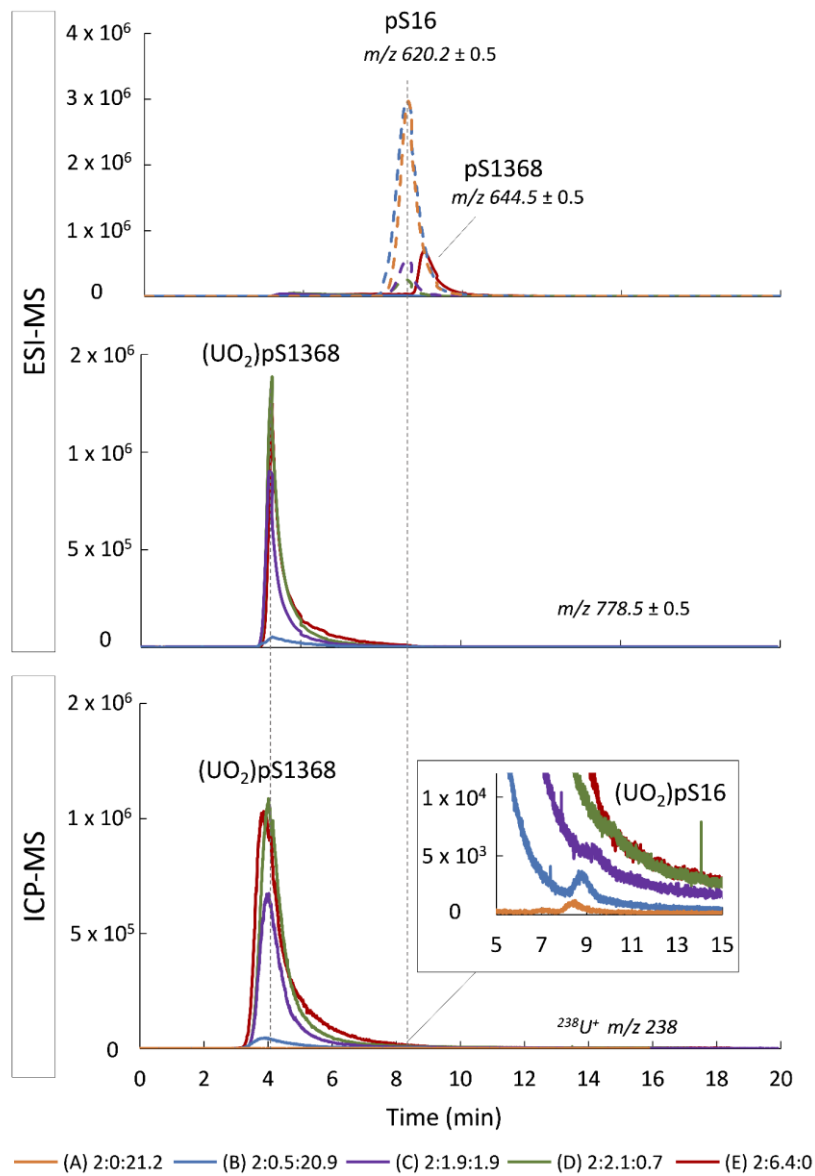 ESI-MS
pS16
m/z 620.2 ± 0.5
pS1368
m/z 644.5 ± 0.5
4 x 10⁶
3 x 10⁶
2 x 10⁶
1 x 10⁶
0
(UO₂)pS1368
m/z 778.5 ± 0.5
2 x 10⁶
1 x 10⁶
5 x 10⁵
0
ICP-MS
(UO₂)pS1368
2 x 10⁶
1 x 10⁶
5 x 10⁵
0
(UO₂)pS16
1 x 10⁴
5 x 10³
0
5 7 9 11 13 15
²³⁸U⁺ m/z 238
0 2 4 6 8 10 12 14 16 18 20
Time (min)
(A) 2:0:21.2 (B) 2:0.5:20.9 (C) 2:1.9:1.9 (D) 2:2.1:0.7 (E) 2:6.4:0